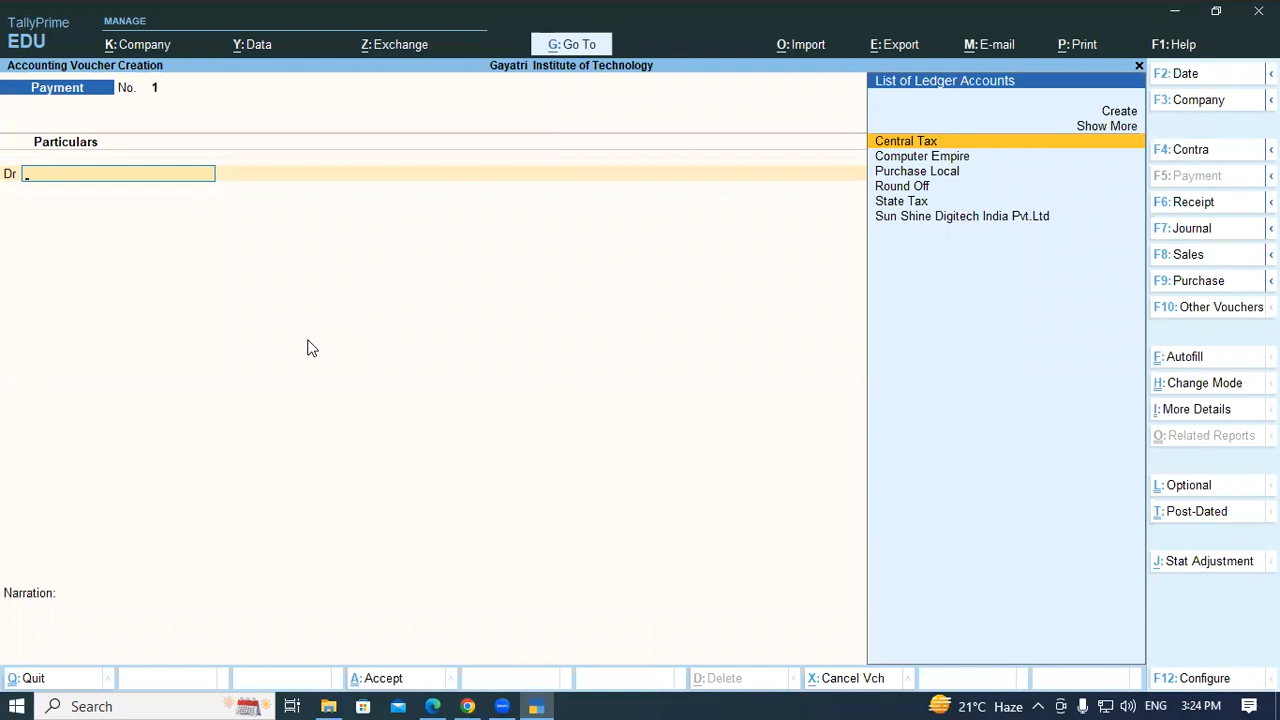 TallyPrime
EDU
MANAGE
K: Company
Y: Data
Z: Exchange
G: Go To
O: Import
E: Export
M: E-mail
P: Print
F1: Help
Accounting Voucher Creation
Gayatri Institute of Technology
Payment No. 1
Particulars
Dr
Narration:
List of Ledger Accounts
Create
Show More
Central Tax
Computer Empire
Purchase Local
Round Off
State Tax
Sun Shine Digitech India Pvt.Ltd
F2: Date
F3: Company
F4: Contra
F5: Payment
F6: Receipt
F7: Journal
F8: Sales
F9: Purchase
F10: Other Vouchers
F: Autofill
H: Change Mode
I: More Details
O: Related Reports
L: Optional
T: Post-Dated
J: Stat Adjustment
Q: Quit
A: Accept
D: Delete
X: Cancel Vch
F12: Configure
Search
21°C Haze
ENG
3:24 PM